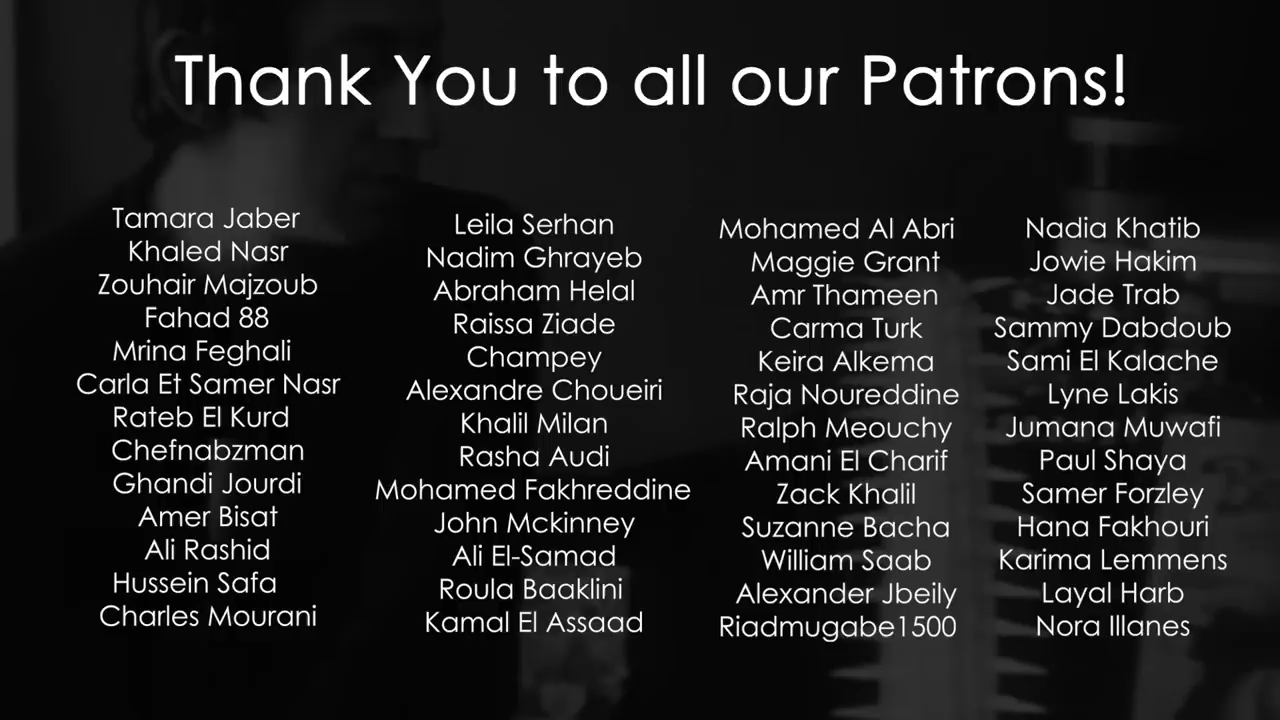 Thank You to all our Patrons!
Tamara Jaber
Khaled Nasr
Zouhair Majzoub
Fahad 88
Mrina Feghali
Carla Et Samer Nasr
Rateb El Kurd
Chefnabzman
Ghandi Jourdi
Amer Bisat
Ali Rashid
Hussein Safa
Charles Mourani
Leila Serhan
Nadim Ghrayeb
Abraham Helal
Raissa Ziade
Champey
Alexandre Choueiri
Khalil Milan
Rasha Audi
Mohamed Fakhreddine
John Mckinney
Ali El-Samad
Roula Baaklini
Kamal El Assaad
Mohamed Al Abri
Maggie Grant
Amr Thameen
Carma Turk
Keira Alkema
Raja Noureddine
Ralph Meouchy
Amani El Charif
Zack Khalil
Suzanne Bacha
William Saab
Alexander Jbeily
Riadmugabe1500
Nadia Khatib
Jowie Hakim
Jade Trab
Sammy Dabdoub
Sami El Kalache
Lyne Lakis
Jumana Muwafi
Paul Shaya
Samer Forzley
Hana Fakhouri
Karima Lemmens
Layal Harb
Nora Illanes